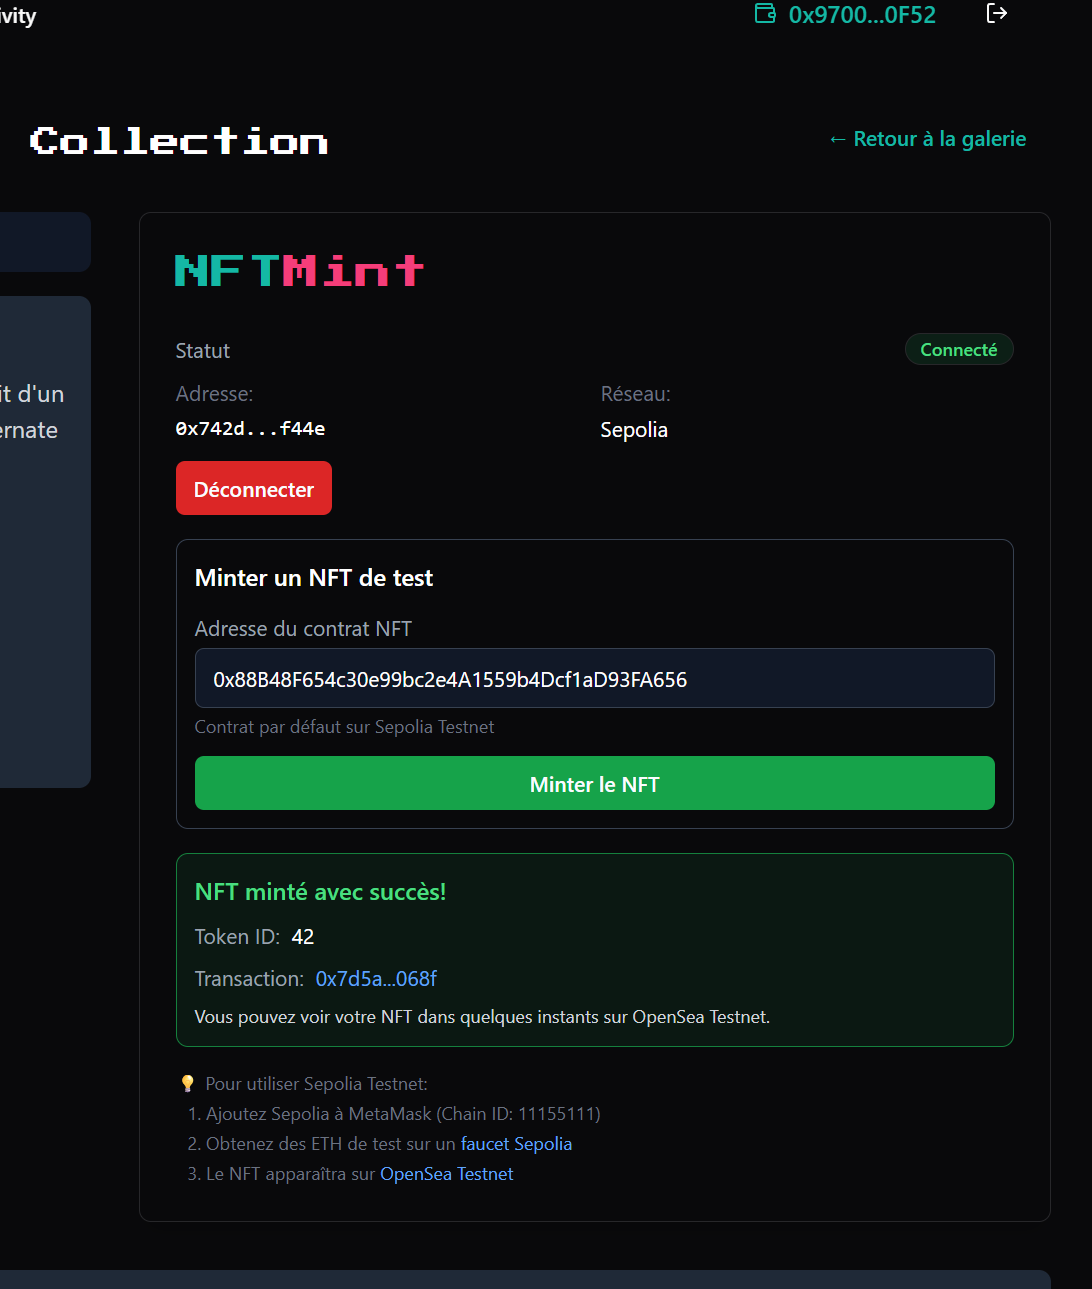 ivity
0x9700...0F52
Collection
← Retour à la galerie
NFTMint
Statut
Connecté
it d'un
ernate
Adresse:
Réseau:
0x742d...f44e
Sepolia
Déconnecter
Minter un NFT de test
Adresse du contrat NFT
0x88B48F654c30e99bc2e4A1559b4Dcf1aD93FA656
Contrat par défaut sur Sepolia Testnet
Minter le NFT
NFT minté avec succès!
Token ID: 42
Transaction: 0x7d5a...068f
Vous pouvez voir votre NFT dans quelques instants sur OpenSea Testnet.
💡 Pour utiliser Sepolia Testnet:
1. Ajoutez Sepolia à MetaMask (Chain ID: 11155111)
2. Obtenez des ETH de test sur un faucet Sepolia
3. Le NFT apparaîtra sur OpenSea Testnet